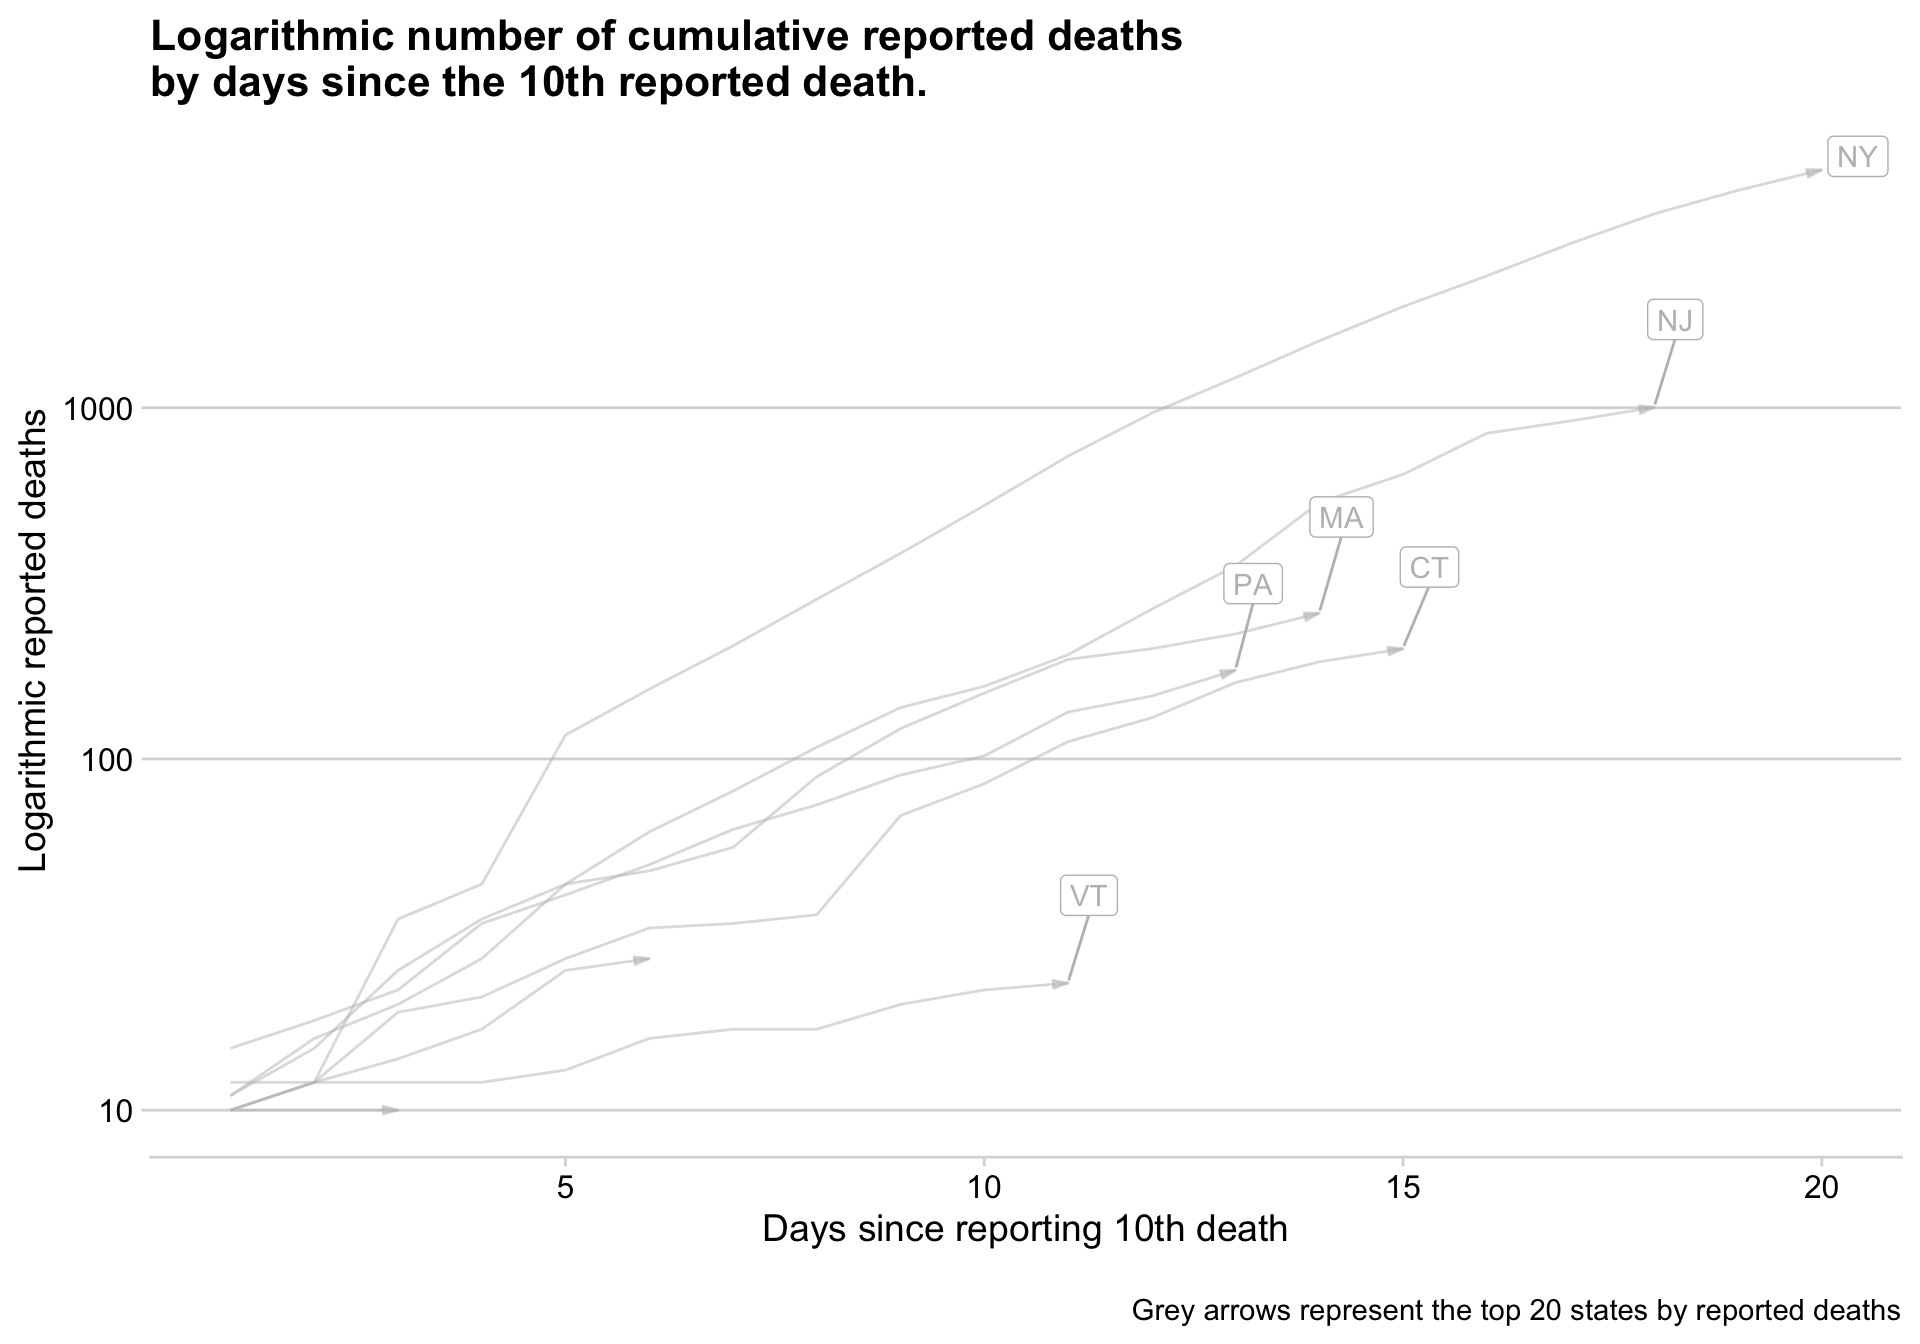 Logarithmic number of cumulative reported deaths
by days since the 10th reported death.
NY
NJ
1000
MA
CT
PA
100
VT
10
Logarithmic reported deaths
5 10 15 20
Days since reporting 10th death
Grey arrows represent the top 20 states by reported deaths